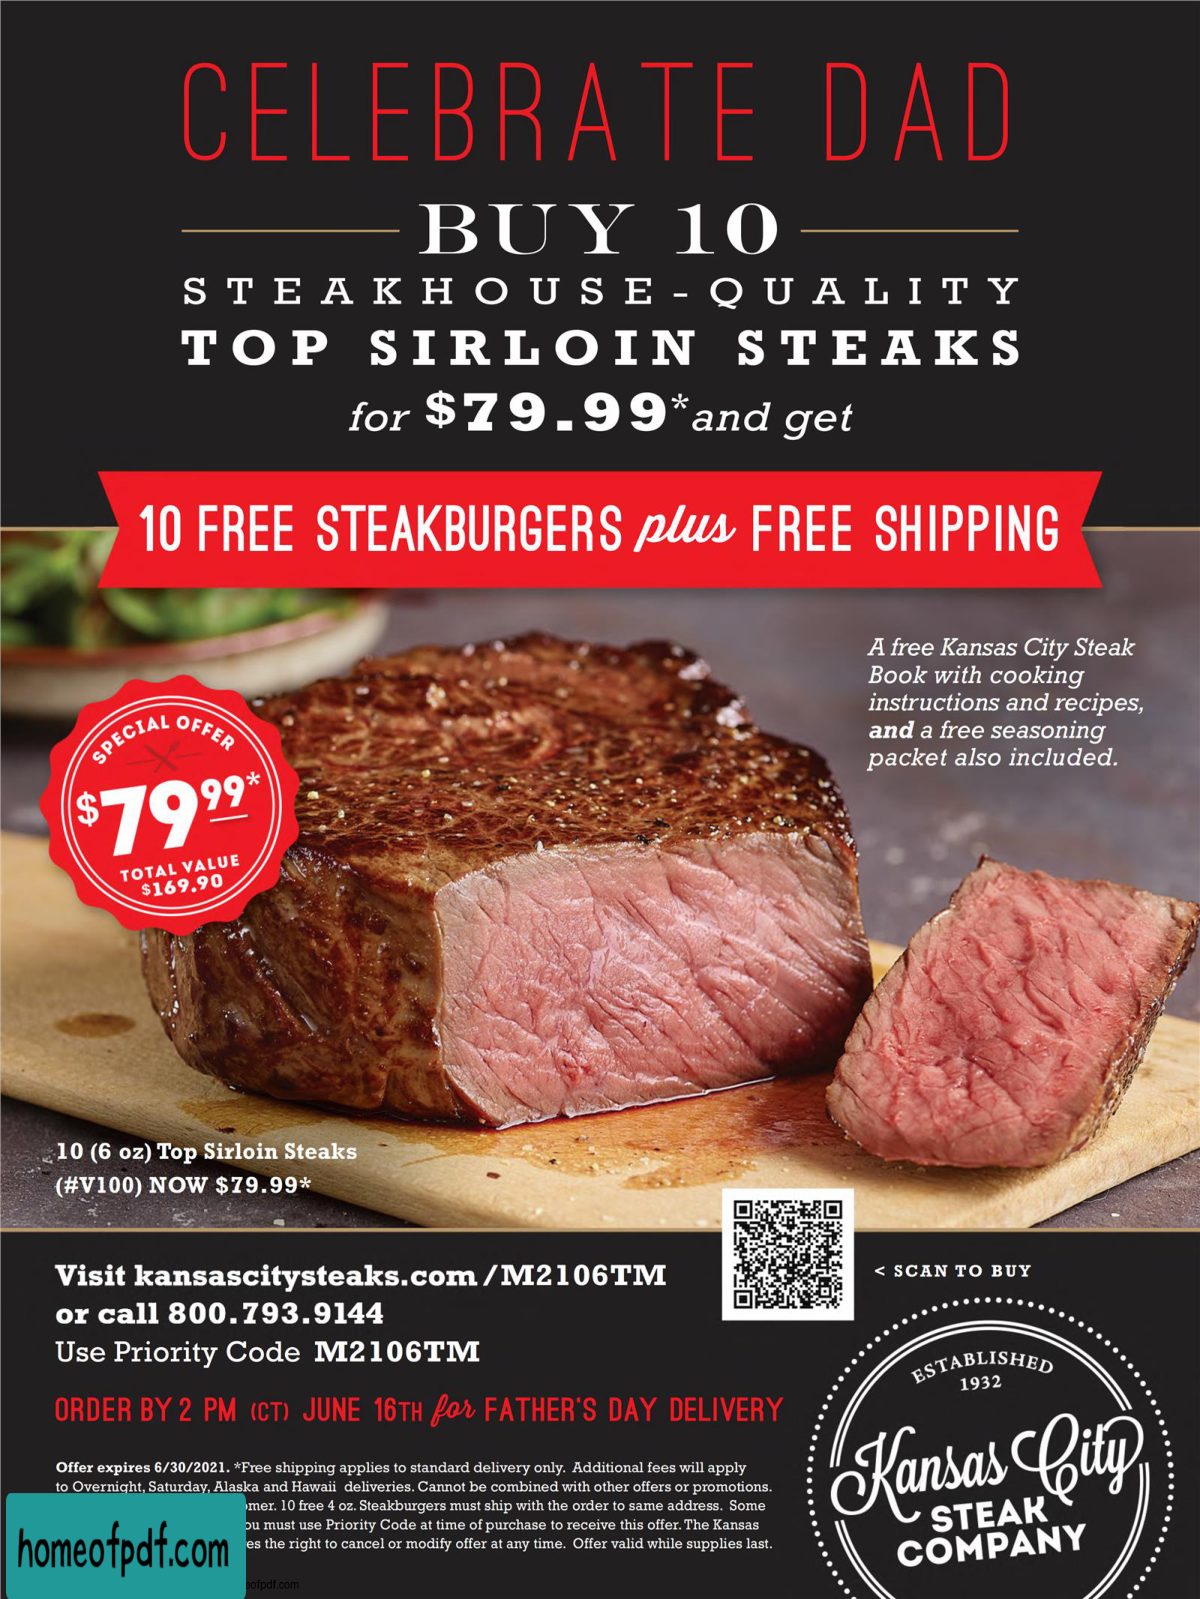 CELEBRATE DAD
BUY 10
STEAKHOUSE-QUALITY
TOP SIRLOIN STEAKS
for $79.99* and get
10 FREE STEAKBURGERS plus FREE SHIPPING
A free Kansas City Steak
Book with cooking
instructions and recipes,
and a free seasoning
packet also included.
SPECIAL OFFER
$79.99*
TOTAL VALUE
$169.90
10 (6 oz) Top Sirloin Steaks
(#V100) NOW $79.99*
Visit kansascitysteaks.com/M2106TM
or call 800.793.9144
Use Priority Code M2106TM
< SCAN TO BUY
ORDER BY 2 PM (CT) JUNE 16TH for FATHER'S DAY DELIVERY
Offer expires 6/30/2021. *Free shipping applies to standard delivery only. Additional fees will apply
to Overnight, Saturday, Alaska and Hawaii deliveries. Cannot be combined with other offers or promotions.
10 free 4 oz. Steakburgers must ship with the order to same address. Some
must use Priority Code at time of purchase to receive this offer. The Kansas
the right to cancel or modify offer at any time. Offer valid while supplies last.
ESTABLISHED
1932
Kansas City
STEAK
COMPANY
homeofpdf.com